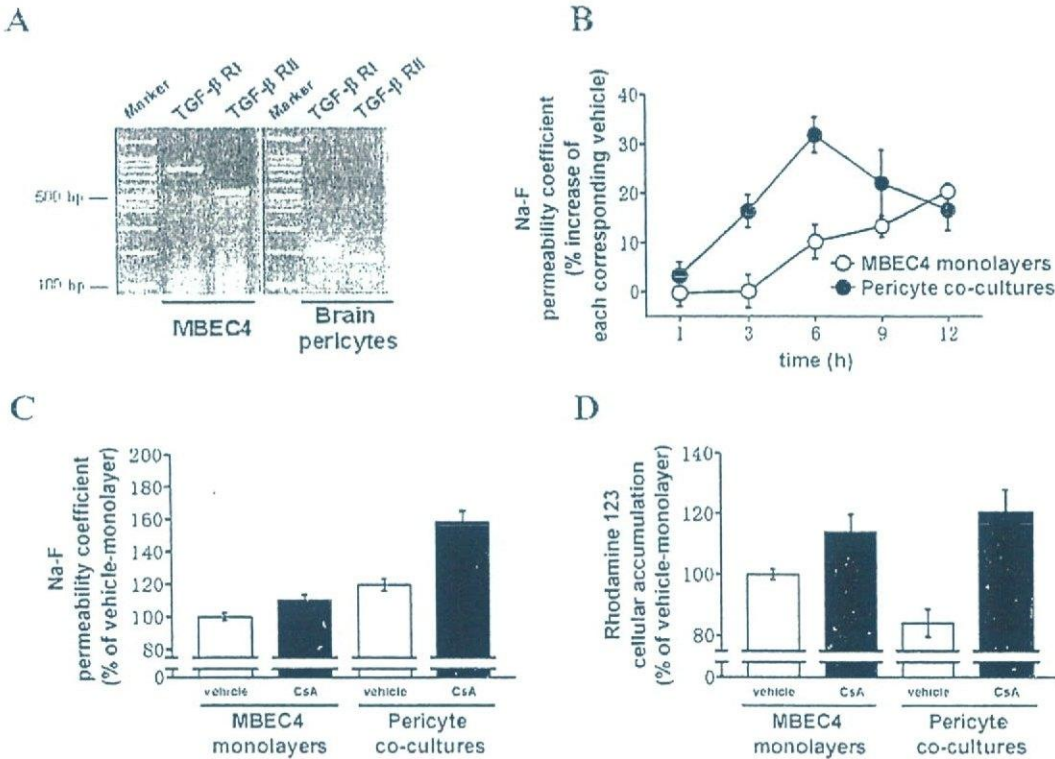 A
Marker
TGF-β RI
TGF-β RII
Marker
TGF-β RI
TGF-β RII
500 bp
100 bp
MBEC4
Brain
pericytes
B
Na-F
permeability coefficient
(% increase of
each corresponding vehicle)
40
30
20
10
0
MBEC4 monolayers
Pericyte co-cultures
1
3
6
9
12
time (h)
C
Na-F
permeability coefficient
(% of vehicle-monolayer)
200
180
160
140
120
100
80
0
vehicle
CsA
vehicle
CsA
MBEC4
monolayers
Pericyte
co-cultures
D
Rhodamine 123
cellular accumulation
(% of vehicle-monolayer)
140
120
100
80
0
vehicle
CsA
vehicle
CsA
MBEC4
monolayers
Pericyte
co-cultures